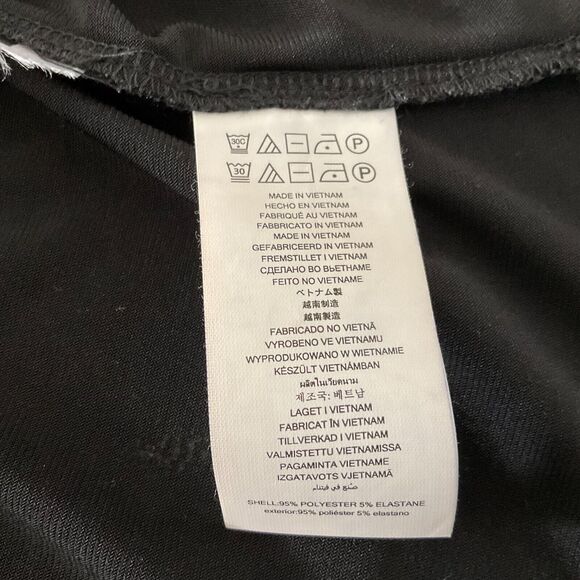 30C P
30 P
MADE IN VIETNAM
HECHO EN VIETNAM
FABRIQUÉ AU VIETNAM
FABBRICATO IN VIETNAM
MADE IN VIETNAM
GEFABRICEERD IN VIETNAM
FREMSTILLET I VIETNAM
СДЕЛАНО ВО ВЬЕТНАМЕ
FEITO NO VIETNAME
ベトナム製
越南制造
越南製造
FABRICADO NO VIETNÃ
VYROBENO VE VIETNAMU
WYPRODUKOWANO W WIETNAMIE
KÉSZÜLT VIETNÁMBAN
ผลิตในเวียดนาม
제조국: 베트남
LAGET I VIETNAM
FABRICAT ÎN VIETNAM
TILLVERKAD I VIETNAM
VALMISTETTU VIETNAMISSA
PAGAMINTA VIETNAME
IZGATAVOTS VJETNAMĀ
صُنع في فيتنام
SHELL:95% POLYESTER 5% ELASTANE
exterior:95% poliéster 5% elastano